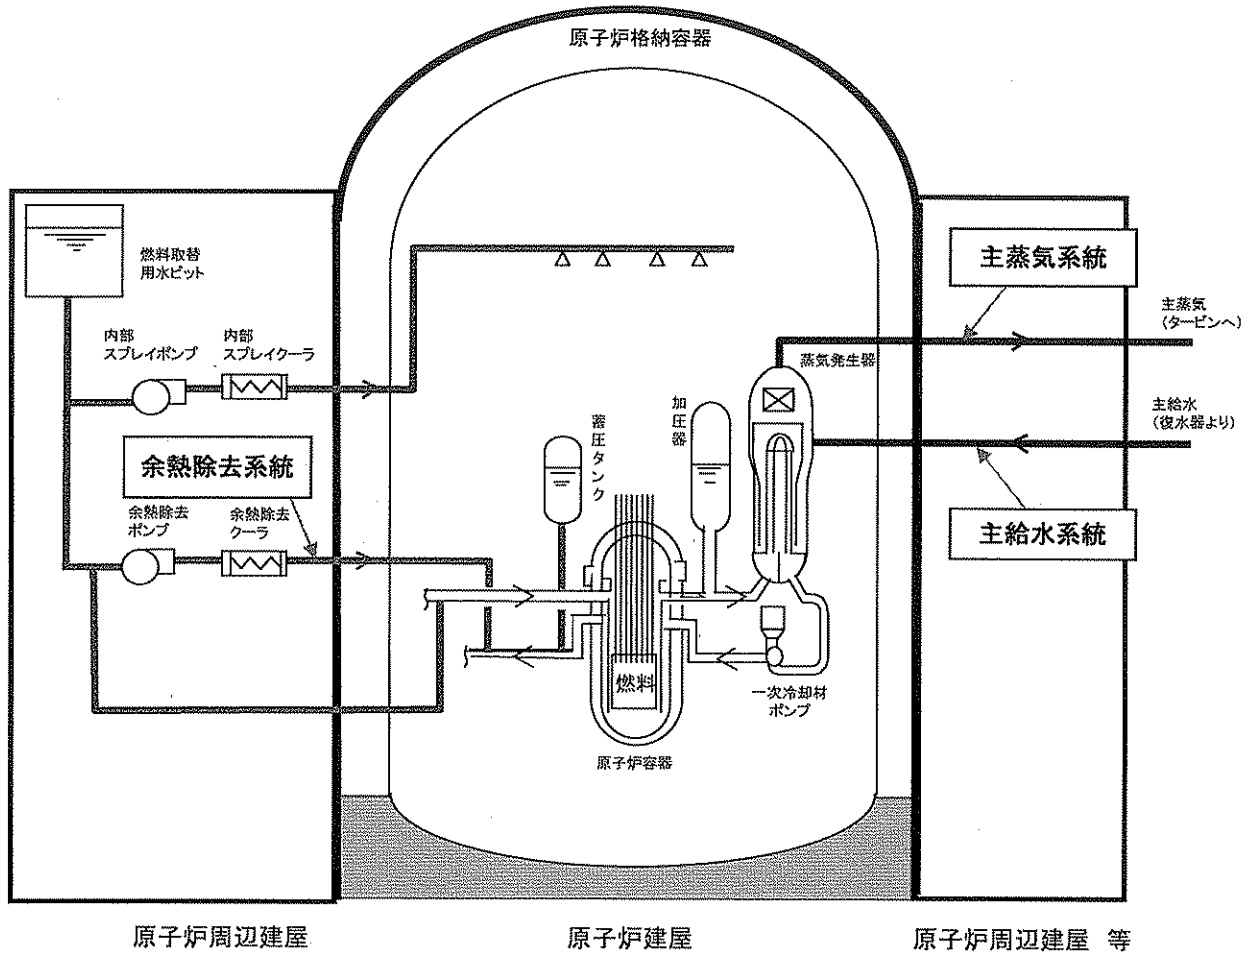 原子炉格納容器
燃料取替
用水ピット
主蒸気系統
主蒸気
(タービンへ)
内部
スプレイポンプ
内部
スプレイクーラ
蒸気発生器
加圧器
主給水
(復水器より)
蓄圧タンク
余熱除去系統
余熱除去
ポンプ
余熱除去
クーラ
主給水系統
燃料
一次冷却材
ポンプ
原子炉容器
原子炉周辺建屋
原子炉建屋
原子炉周辺建屋 等